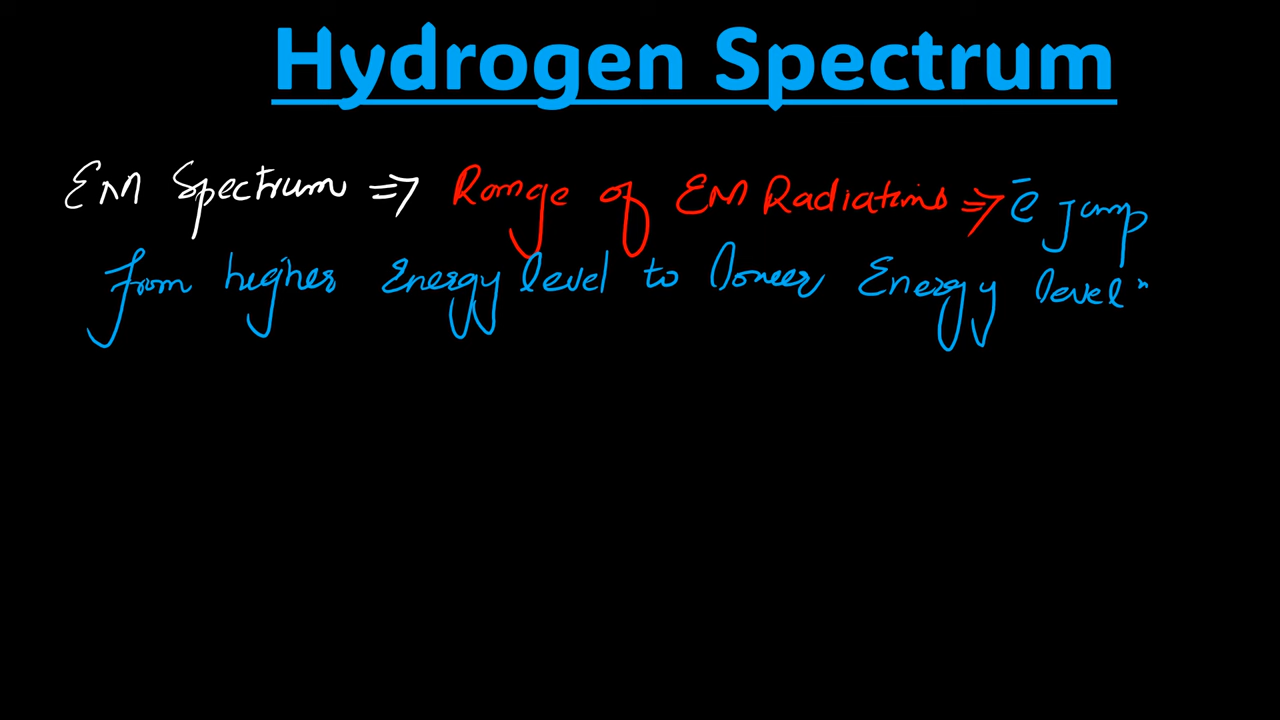 Hydrogen Spectrum
EM Spectrum => Range of EM Radiations => ē jump
from higher Energy level to lower Energy level"